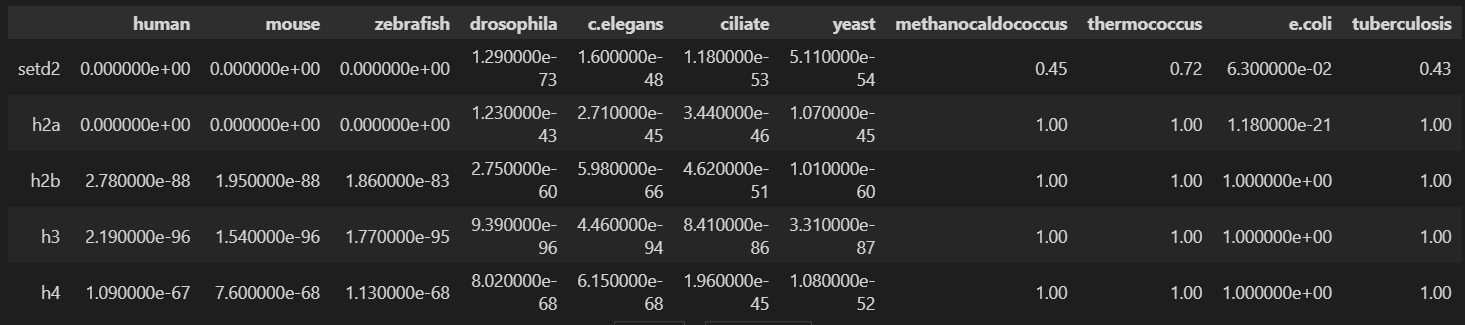 human mouse zebrafish drosophila c.elegans ciliate yeast methanocaldococcus thermococcus e.coli tuberculosis
setd2 0.000000e+00 0.000000e+00 0.000000e+00 1.290000e-73 1.600000e-48 1.180000e-53 5.110000e-54 0.45 0.72 6.300000e-02 0.43
h2a 0.000000e+00 0.000000e+00 0.000000e+00 1.230000e-43 2.710000e-45 3.440000e-46 1.070000e-45 1.00 1.00 1.180000e-21 1.00
h2b 2.780000e-88 1.950000e-88 1.860000e-83 2.750000e-60 5.980000e-66 4.620000e-51 1.010000e-60 1.00 1.00 1.000000e+00 1.00
h3 2.190000e-96 1.540000e-96 1.770000e-95 9.390000e-96 4.460000e-94 8.410000e-86 3.310000e-87 1.00 1.00 1.000000e+00 1.00
h4 1.090000e-67 7.600000e-68 1.130000e-68 8.020000e-68 6.150000e-68 1.960000e-45 1.080000e-52 1.00 1.00 1.000000e+00 1.00